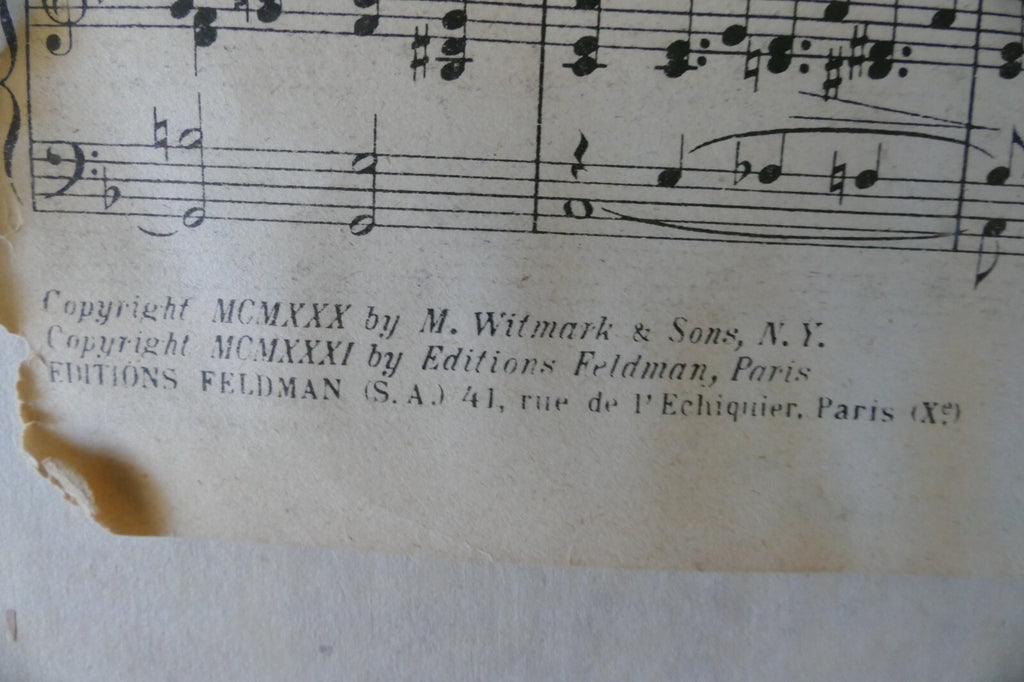 Copyright MCMXXX by M. Witmark & Sons, N. Y.
Copyright MCMXXXI by Editions Feldman, Paris
EDITIONS FELDMAN (S. A.) 41, rue de l'Echiquier. Paris (Xe)